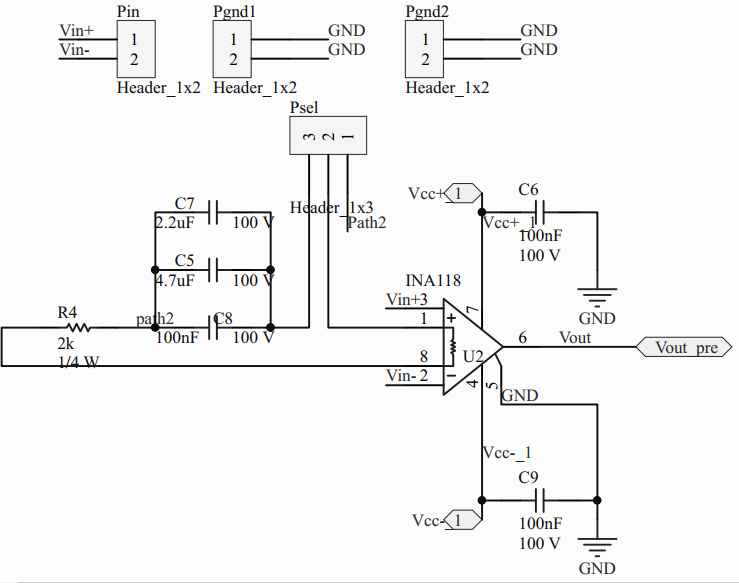 Pin
Pgnd1
Pgnd2
Vin+
1
1
GND
1
GND
Vin-
2
2
GND
2
GND
Header_1x2
Header_1x2
Header_1x2
Psel
3
2
1
Header_1x3
Path2
Vcc+ 1
C6
Vcc+_1
100nF
100 V
GND
C7
2.2uF
100 V
C5
4.7uF
100 V
R4
path2
C8
2k
100nF
100 V
1/4 W
INA118
Vin+ 3
7
1
+
6
Vout
Vout_pre
8
U2
Vin- 2
-
4
5
GND
Vcc-_1
C9
Vcc- 1
100nF
100 V
GND